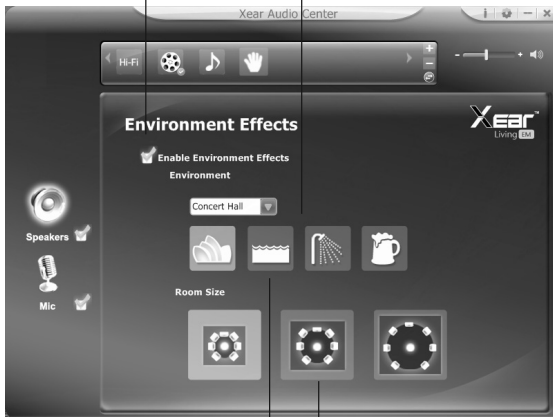 Xear Audio Center
i
Hi-Fi
Xear™
Living EM
Environment Effects
Enable Environment Effects
Environment
Concert Hall
Speakers
Mic
Room Size